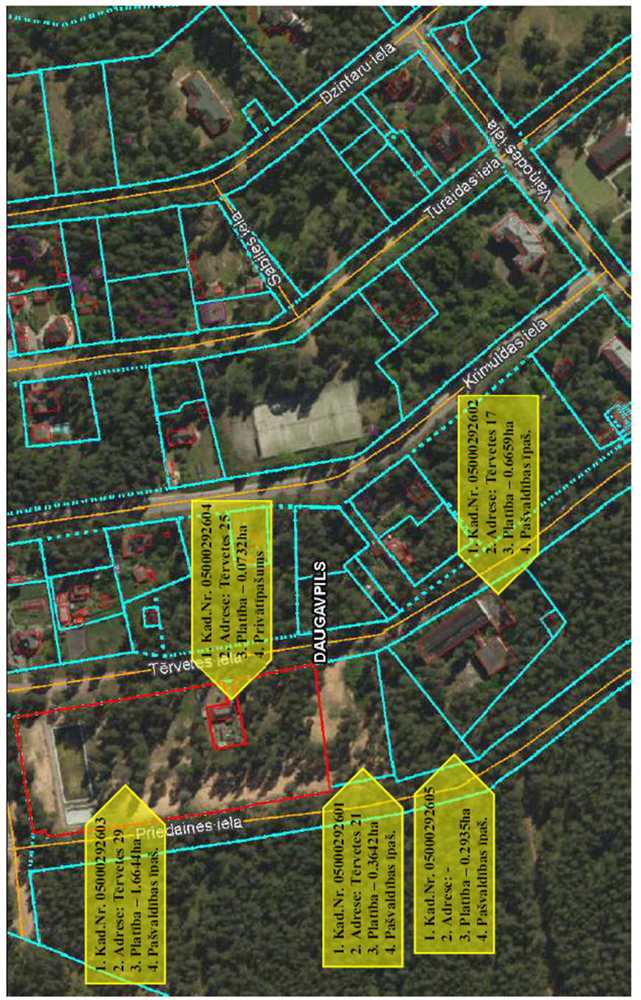 Dzintaru iela
Vaiņodes iela
Turaidas iela
Sabiles iela
Krimuldas iela
1. Kad.Nr. 05000292602
2. Adrese: Tērvetes 17
3. Platība – 0.6659ha
4. Pašvaldības īpaš.
1. Kad.Nr. 05000292604
2. Adrese: Tērvetes 25
3. Platība – 0.0732ha
4. Privātīpašums
DAUGAVPILS
Tērvetes iela
Priedaines iela
1. Kad.Nr. 05000292603
2. Adrese: Tērvetes 29
3. Platība – 1.6644ha
4. Pašvaldības īpaš.
1. Kad.Nr. 05000292601
2. Adrese: Tērvetes 21
3. Platība – 0.3642ha
4. Pašvaldības īpaš.
1. Kad.Nr. 05000292605
2. Adrese: -
3. Platība – 0.2935ha
4. Pašvaldības īpaš.